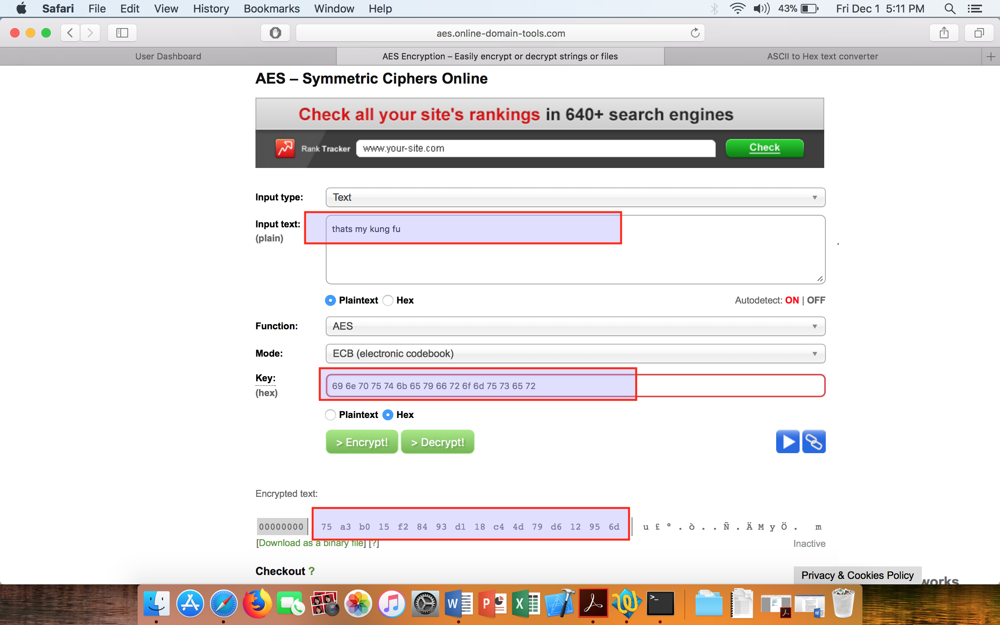 Safari File Edit View History Bookmarks Window Help 43% Fri Dec 1 5:11 PM
aes.online-domain-tools.com
User Dashboard AES Encryption – Easily encrypt or decrypt strings or files ASCII to Hex text converter
AES – Symmetric Ciphers Online
Check all your site's rankings in 640+ search engines
Rank Tracker www.your-site.com Check
Input type: Text
Input text: thats my kung fu
(plain)
Plaintext Hex Autodetect: ON | OFF
Function: AES
Mode: ECB (electronic codebook)
Key: 69 6e 70 75 74 6b 65 79 66 72 6f 6d 75 73 65 72
(hex)
Plaintext Hex
> Encrypt! > Decrypt!
Encrypted text:
00000000 75 a3 b0 15 f2 84 93 d1 18 c4 4d 79 d6 12 95 6d u £ ° . ò . . Ñ . Ä M y Ö . m
[Download as a binary file] [?] Inactive
Checkout ?
Privacy & Cookies Policy
works